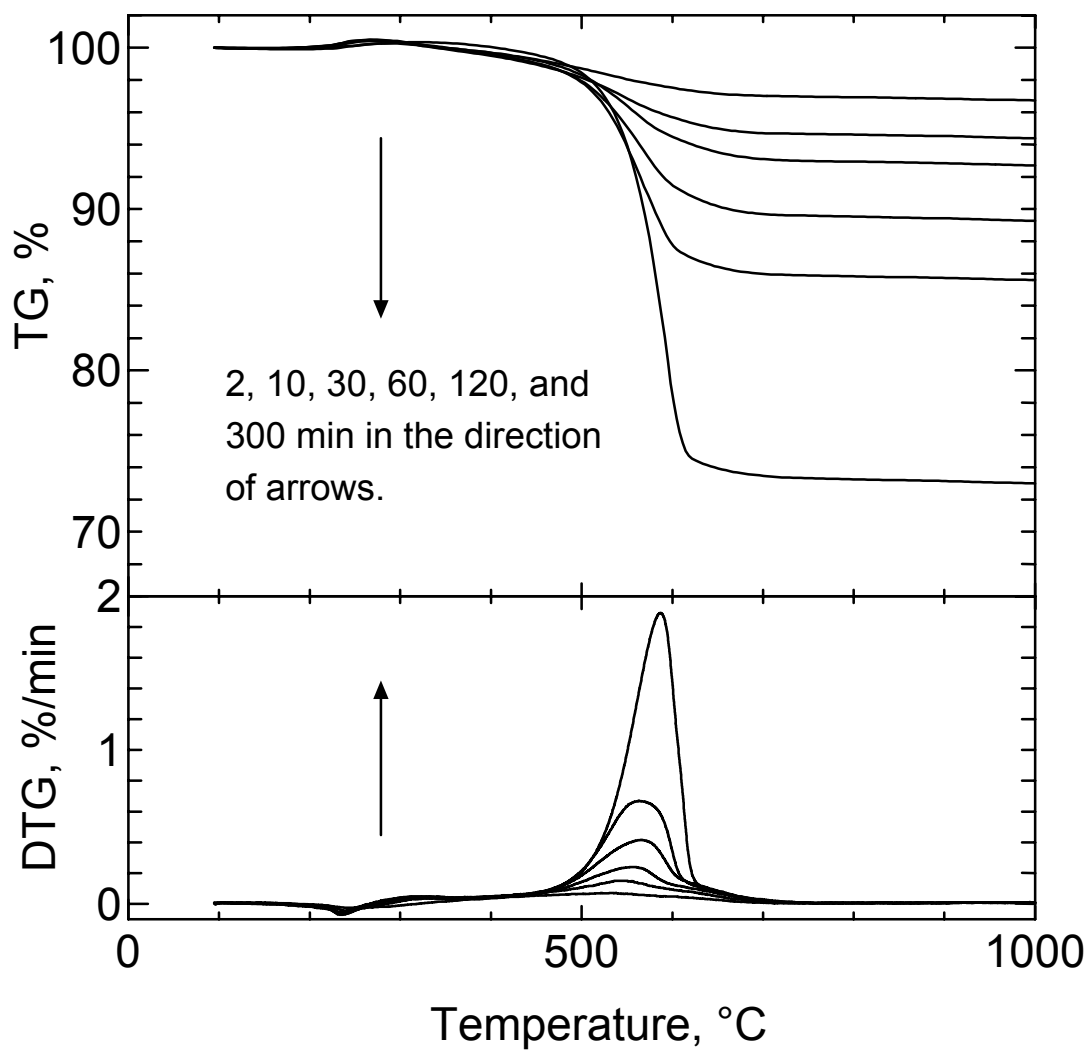 100
90
80
70
TG, %
2, 10, 30, 60, 120, and
300 min in the direction
of arrows.
2
1
0
DTG, %/min
0 500 1000
Temperature, °C